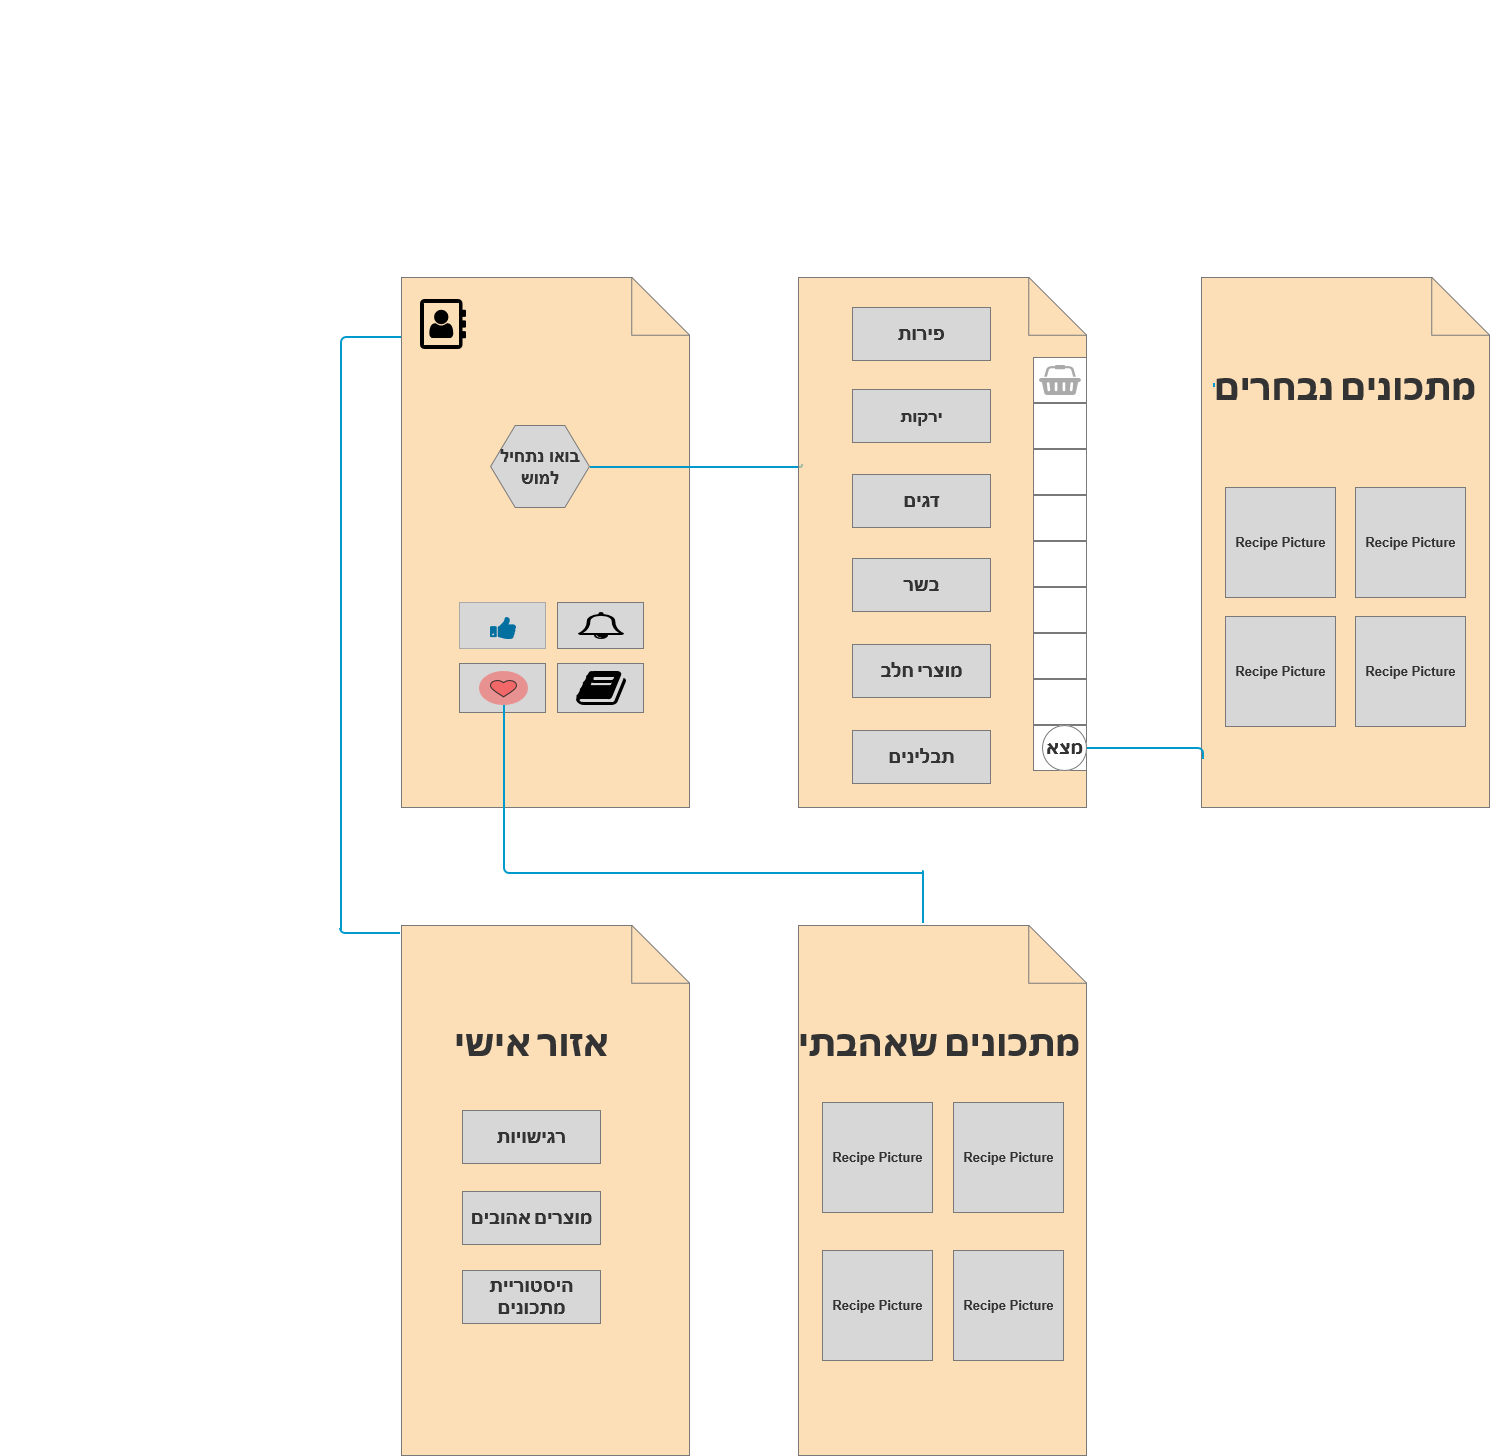 בואו נתחיל
למוש
פירות
ירקות
דגים
בשר
מוצרי חלב
תבלינים
מצא
מתכונים נבחרים
Recipe Picture
Recipe Picture
Recipe Picture
Recipe Picture
אזור אישי
רגישויות
מוצרים אהובים
היסטוריית
מתכונים
מתכונים שאהבתי
Recipe Picture
Recipe Picture
Recipe Picture
Recipe Picture